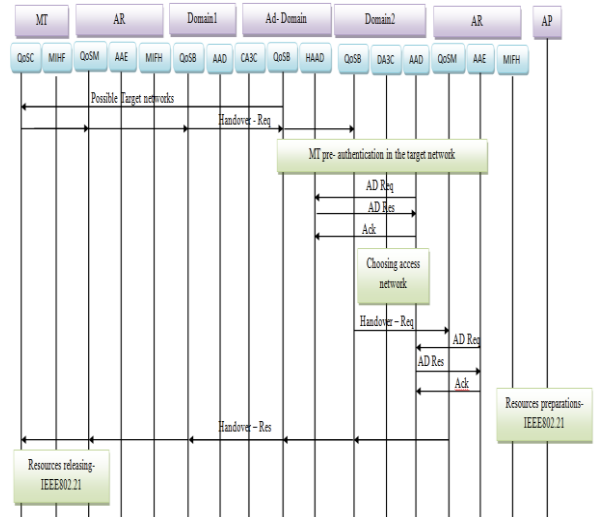 MT
AR
Domain1
Ad- Domain
Domain2
AR
AP
QoSC
MIHF
QoSM
AAE
MIFH
QoSB
AAD
CA3C
QoSB
HAAD
QoSB
DA3C
AAD
QoSM
AAE
MIFH
Possible Target networks
Handover - Req
MT pre- authentication in the target network
AD Req
AD Res
Ack
Choosing access
network
Handover – Req
AD Req
AD Res
Ack
Resources preparations-
IEEE802.21
Handover – Res
Resources releasing-
IEEE802.21